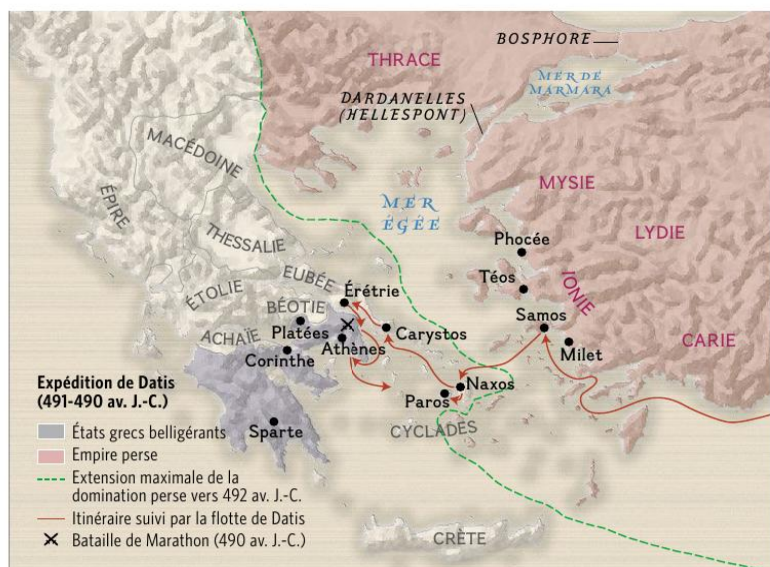 BOSPHORE
THRACE
MER DE
MARMARA
DARDANELLES
(HELLESPONT)
MACÉDOINE
MYSIE
MER
ÉGÉE
ÉPIRE
LYDIE
Phocée
THESSALIE
EUBÉE
Téos
IONIE
Érétrie
ÉTOLIE
BÉOTIE
Samos
Platées
Carystos
ACHAÏE
Athènes
CARIE
Milet
Corinthe
Expédition de Datis
(491-490 av. J.-C.)
Naxos
Paros
Sparte
CYCLADES
États grecs belligérants
Empire perse
Extension maximale de la
domination perse vers 492 av. J.-C.
Itinéraire suivi par la flotte de Datis
Bataille de Marathon (490 av. J.-C.)
CRÈTE